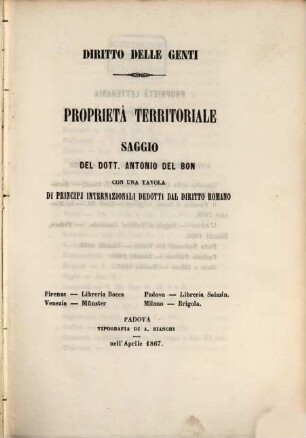 DIRITTO DELLE GENTI
PROPRIETÀ TERRITORIALE
SAGGIO
DEL DOTT. ANTONIO DEL BON
CON UNA TAVOLA
DI PRINCIPJ INTERNAZIONALI DEDOTTA DAL DIRITTO ROMANO
Firenze — Libreria Bocca Padova — Libreria Salmin.
Venezia — Münster Milano — Brigola.
PADOVA
TIPOGRAFIA DI A. BIANCHI
nell'Aprile 1867.